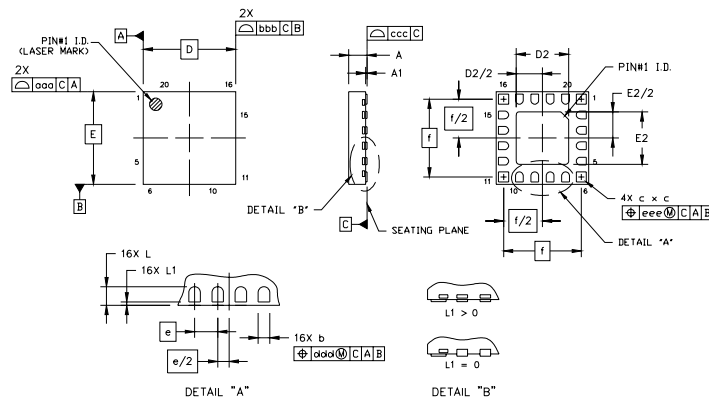 2X
bbb C B
A
D
PIN#1 I.D.
(LASER MARK)
2X
aaa C A
20
16
1
15
E
5
11
6
10
B
ccc C
A
A1
DETAIL "B"
C
SEATING PLANE
D2
D2/2
PIN#1 I.D.
16
20
1
E2/2
15
f/2
f
E2
5
11
10
6
4X c x c
eee M C A B
f/2
DETAIL "A"
f
16X L
16X L1
e
16X b
ddd M C A B
e/2
DETAIL "A"
L1 > 0
L1 = 0
DETAIL "B"